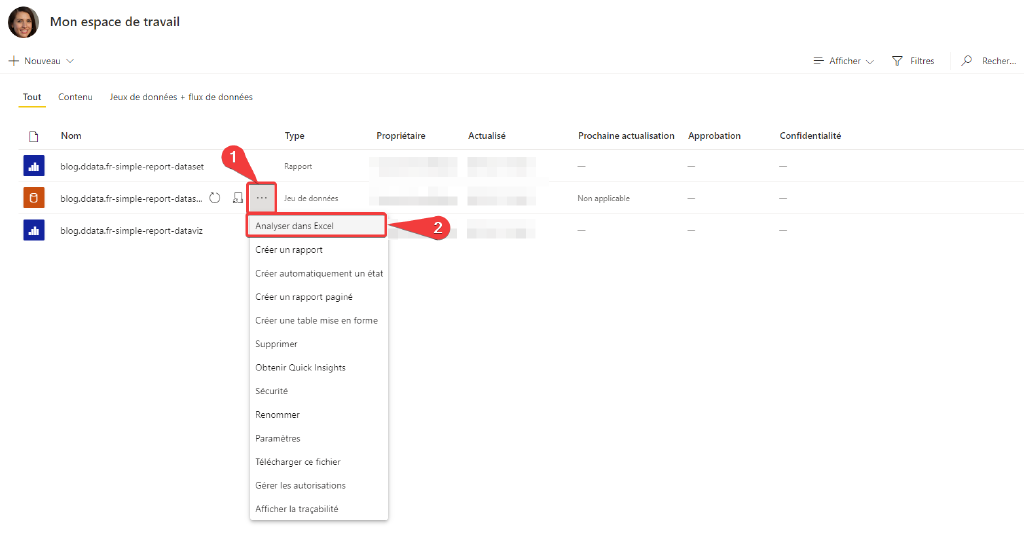 Mon espace de travail
Nouveau
Afficher
Filtres
Recher...
Tout
Contenu
Jeux de données + flux de données
Nom
Type
Propriétaire
Actualisé
Prochaine actualisation
Approbation
Confidentialité
1
blog.ddata.fr-simple-report-dataset
Rapport
—
—
—
blog.ddata.fr-simple-report-datas...
...
Jeu de données
Non applicable
—
—
blog.ddata.fr-simple-report-dataviz
—
—
—
Analyser dans Excel
2
Créer un rapport
Créer automatiquement un état
Créer un rapport paginé
Créer une table mise en forme
Supprimer
Obtenir Quick Insights
Sécurité
Renommer
Paramètres
Télécharger ce fichier
Gérer les autorisations
Afficher la traçabilité